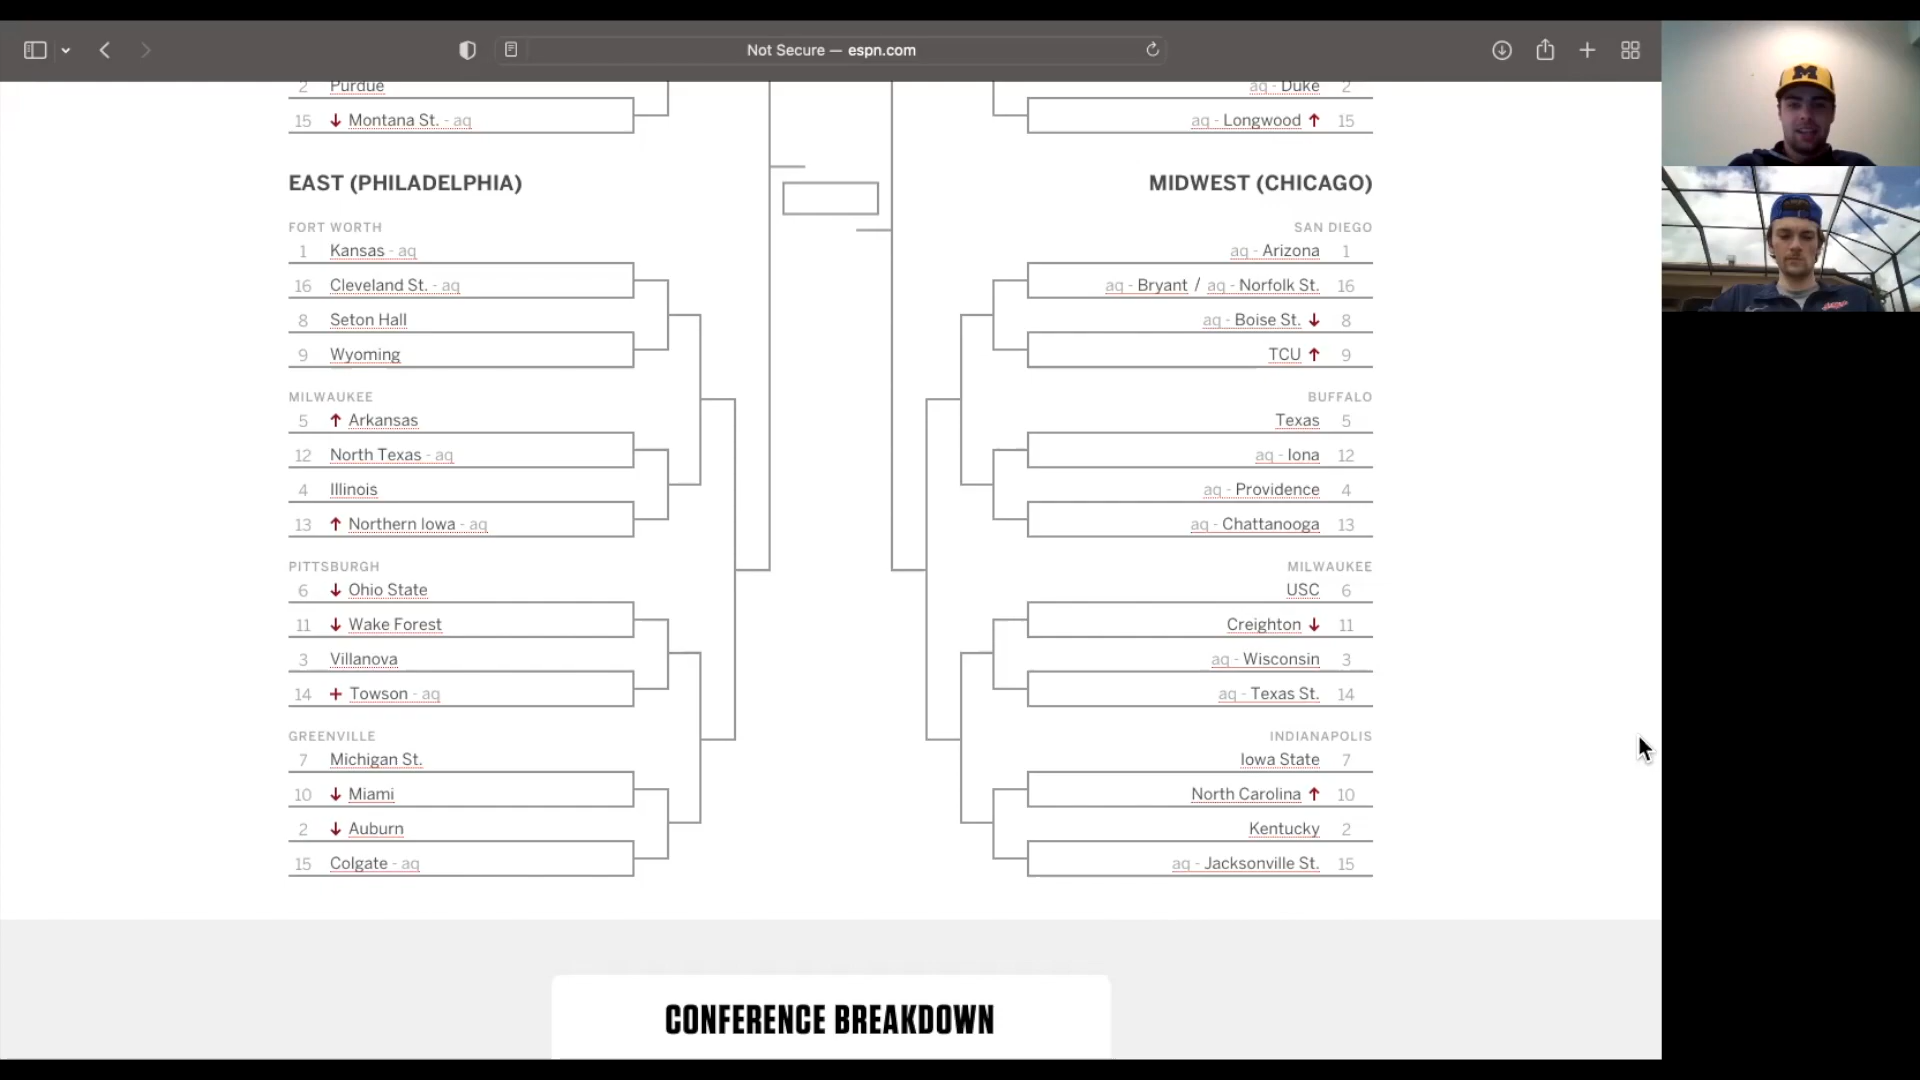 Not Secure — espn.com
2 Purdue
15 ↓ Montana St. - aq
aq - Duke 2
aq - Longwood ↑ 15
EAST (PHILADELPHIA)
FORT WORTH
1 Kansas - aq
16 Cleveland St. - aq
8 Seton Hall
9 Wyoming
MILWAUKEE
5 ↑ Arkansas
12 North Texas - aq
4 Illinois
13 ↑ Northern Iowa - aq
PITTSBURGH
6 ↓ Ohio State
11 ↓ Wake Forest
3 Villanova
14 + Towson - aq
GREENVILLE
7 Michigan St.
10 ↓ Miami
2 ↓ Auburn
15 Colgate - aq
MIDWEST (CHICAGO)
SAN DIEGO
aq - Arizona 1
aq - Bryant / aq - Norfolk St. 16
aq - Boise St. ↓ 8
TCU ↑ 9
BUFFALO
Texas 5
aq - Iona 12
aq - Providence 4
aq - Chattanooga 13
MILWAUKEE
USC 6
Creighton ↓ 11
aq - Wisconsin 3
aq - Texas St. 14
INDIANAPOLIS
Iowa State 7
North Carolina ↑ 10
Kentucky 2
aq - Jacksonville St. 15
CONFERENCE BREAKDOWN
M